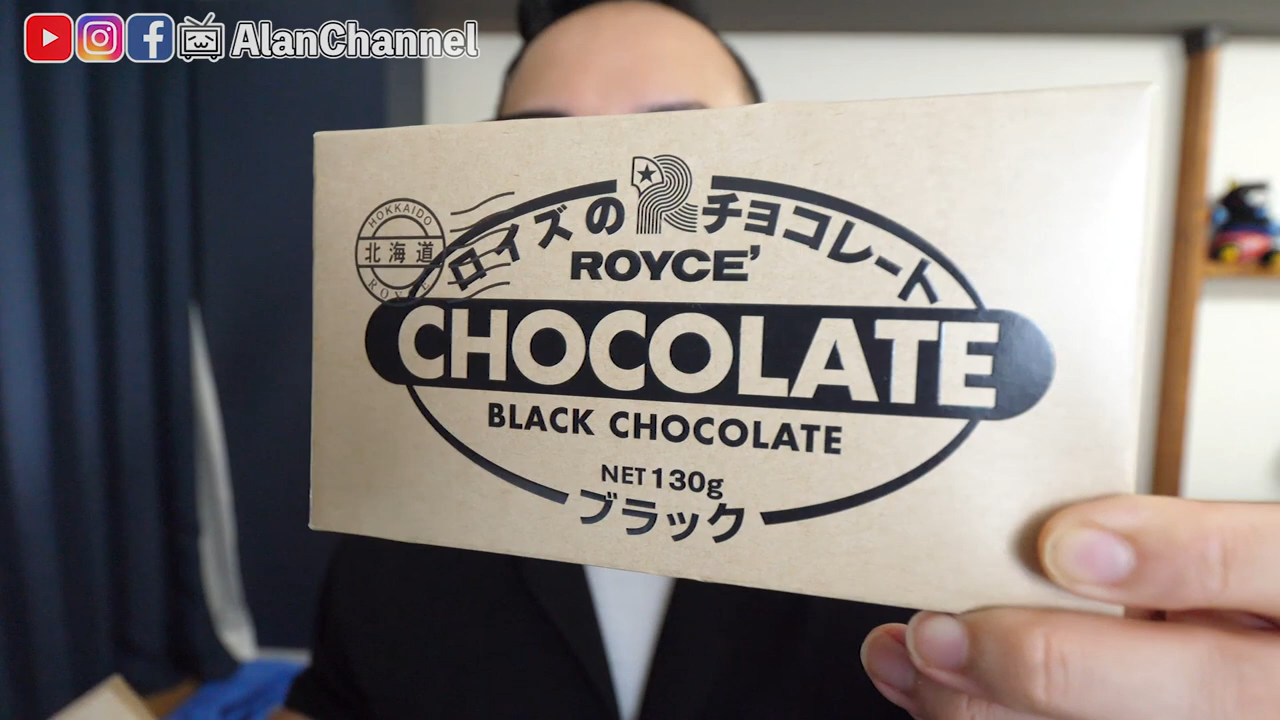 AlanChannel
HOKKAIDO
北海道
ROYCE
ロイズのチョコレート
ROYCE'
CHOCOLATE
BLACK CHOCOLATE
NET 130g
ブラック